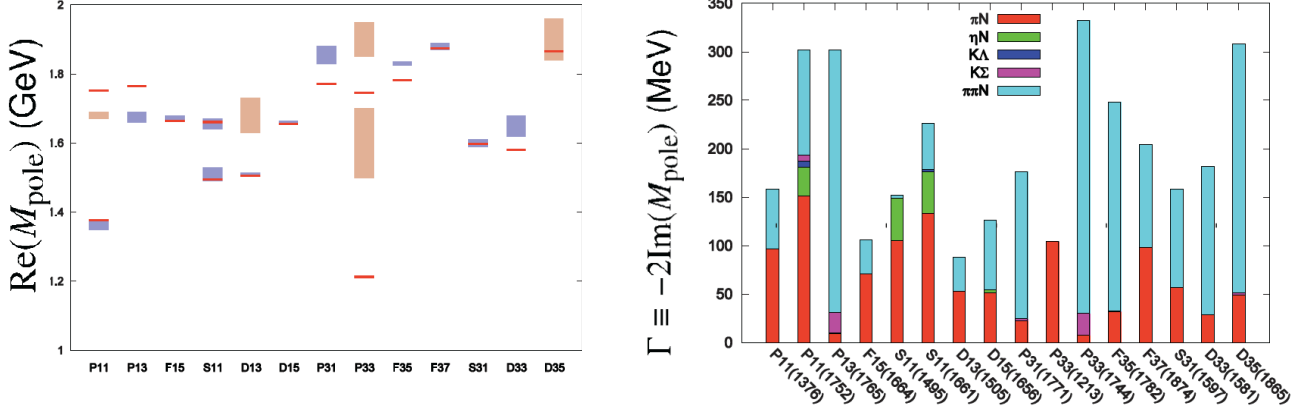 Re(M_pole) (GeV)
2
1.8
1.6
1.4
1.2
1
P11 P13 F15 S11 D13 D15 P31 P33 F35 F37 S31 D33 D35
Γ ≡ −2Im(M_pole) (MeV)
350
300
250
200
150
100
50
0
πN
ηN
KΛ
KΣ
ππN
P11(1376)
P11(1752)
P13(1765)
F15(1664)
S11(1495)
S11(1661)
D13(1505)
D15(1656)
P31(1771)
P33(1213)
P33(1744)
F35(1782)
F37(1874)
S31(1597)
D33(1581)
D35(1865)